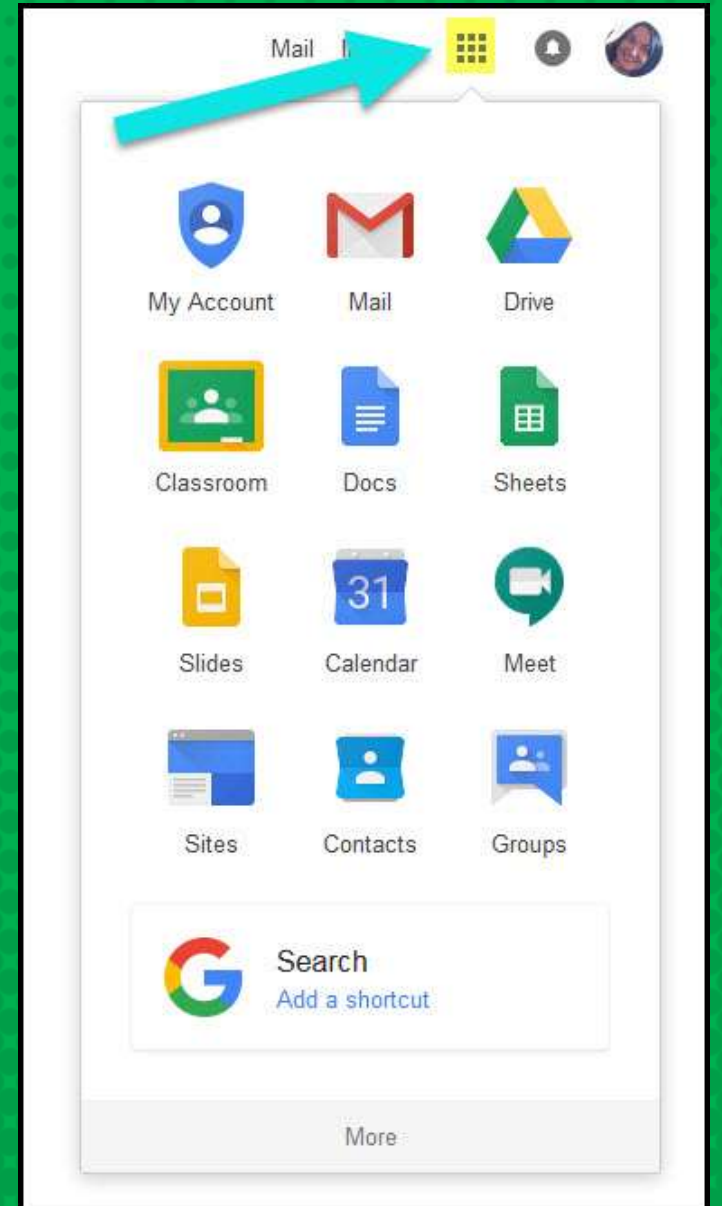 Mail
My Account Mail Drive
Classroom Docs Sheets
31
Slides Calendar Meet
Sites Contacts Groups
Search
Add a shortcut
More